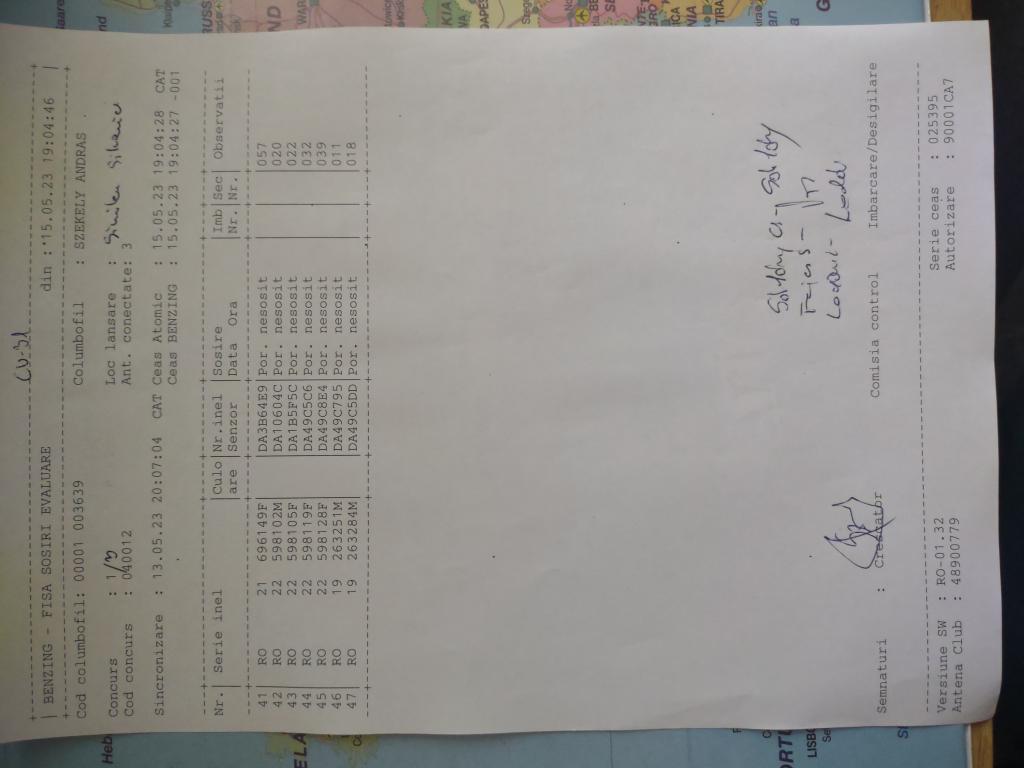 CU-31
| BENZING - FISA SOSIRI EVALUARE din : 15.05.23 19:04:46 |
Cod columbofil: 00001 003639 Columbofil : SZEKELY ANDRAS
Concurs : 1/3 Loc lansare : Simileu Silvaniei
Cod concurs : 040012 Ant. conectate: 3
Sincronizare : 13.05.23 20:07:04 CAT Ceas Atomic : 15.05.23 19:04:28 CAT
Ceas BENZING : 15.05.23 19:04:27 -001
Nr.| Serie inel |Culo|Nr.inel |Sosire |Imb|Sec| Observatii
| |are |Senzor |Data Ora |Nr.|Nr.|
41 RO 21 696149F DA3B64E9 Por. nesosit 057
42 RO 22 598102M DA10604C Por. nesosit 020
43 RO 22 598105F DA1B5F5C Por. nesosit 022
44 RO 22 598119F DA49C5C6 Por. nesosit 032
45 RO 22 598128F DA49C8E4 Por. nesosit 039
46 RO 19 263251M DA49C795 Por. nesosit 011
47 RO 19 263284M DA49C5DD Por. nesosit 018
Semnaturi : Crescator Comisia control Imbarcare/Desigilare
Versiune SW : RO-01.32 Serie ceas : 025395
Antena Club : 48900779 Autorizare : 90001CA7